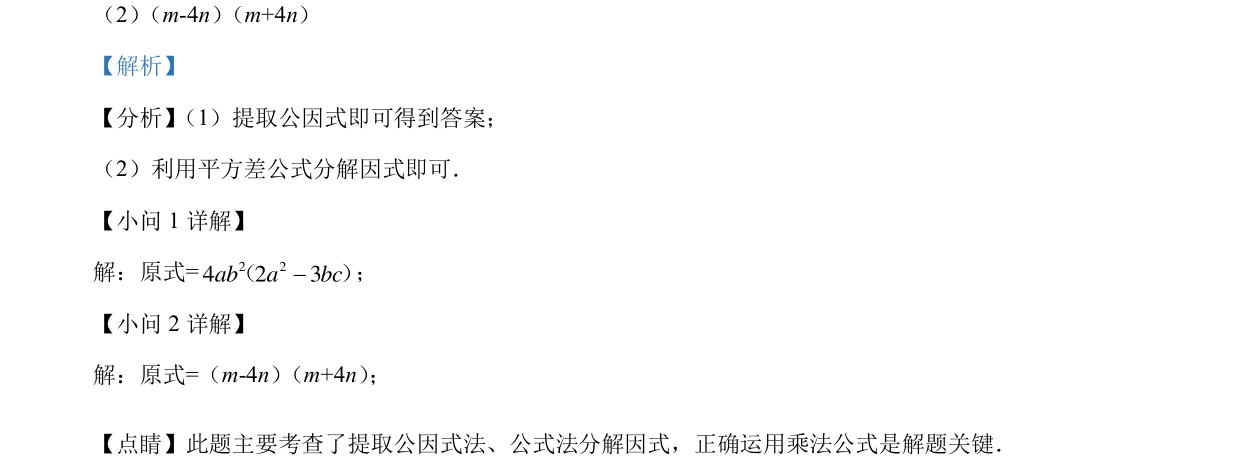 （2）（m-4n）（m+4n）
【解析】
【分析】（1）提取公因式即可得到答案；
（2）利用平方差公式分解因式即可．
【小问 1 详解】
解：原式= 4ab²(2a² − 3bc)；
【小问 2 详解】
解：原式=（m-4n）（m+4n）；
【点睛】此题主要考查了提取公因式法、公式法分解因式，正确运用乘法公式是解题关键．